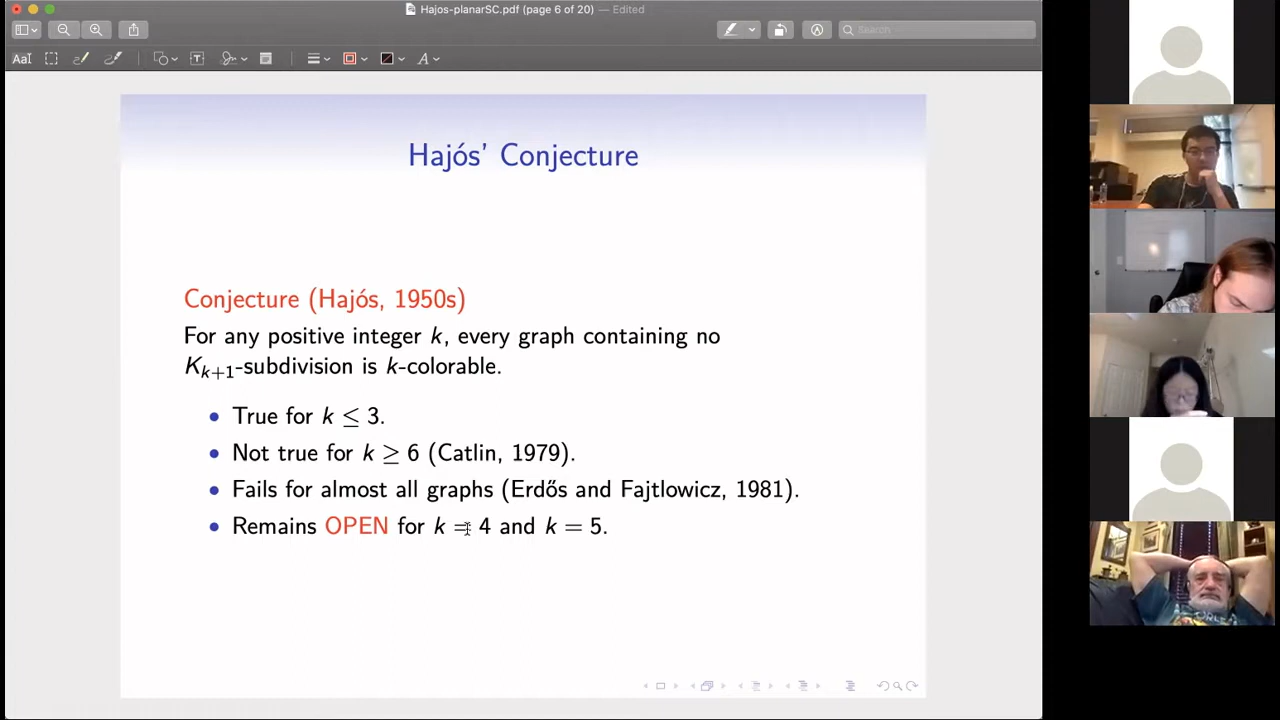 Hajos-planarSC.pdf (page 6 of 20) — Edited
Search
AaI
A
Hajós' Conjecture
Conjecture (Hajós, 1950s)
For any positive integer k, every graph containing no
K_{k+1}-subdivision is k-colorable.
• True for k ≤ 3.
• Not true for k ≥ 6 (Catlin, 1979).
• Fails for almost all graphs (Erdős and Fajtlowicz, 1981).
• Remains OPEN for k = 4 and k = 5.